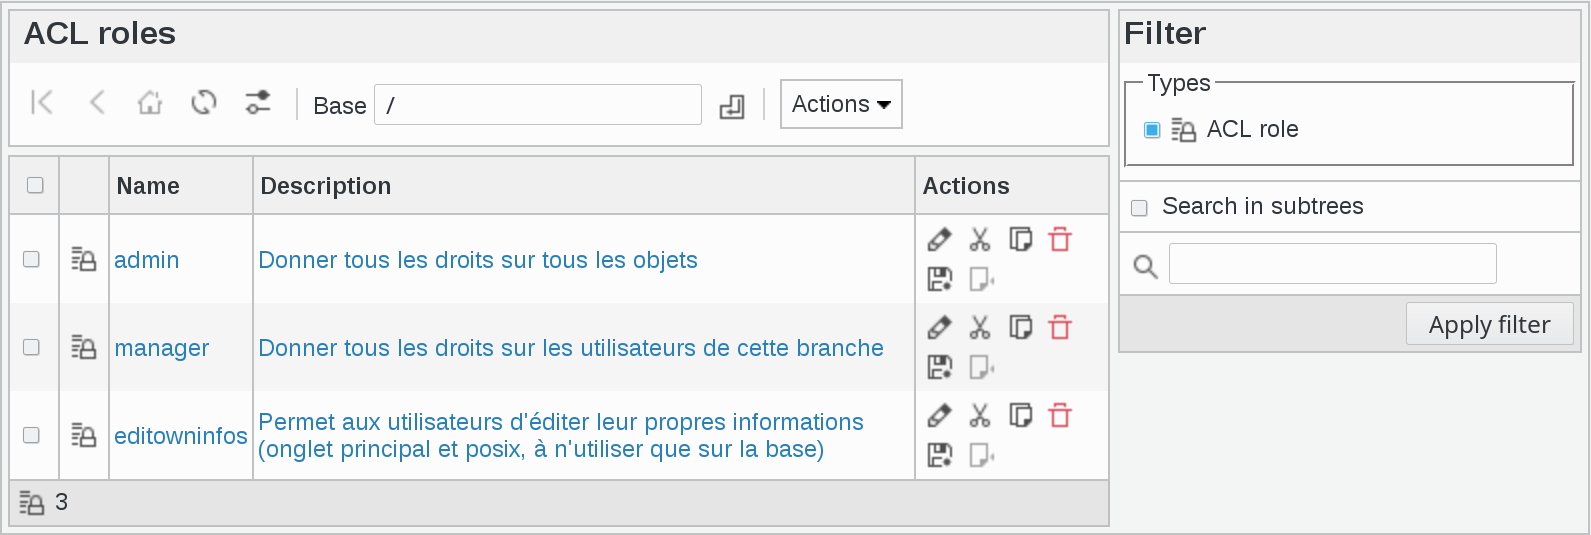 ACL roles
Base /
Actions
Name Description Actions
admin Donner tous les droits sur tous les objets
manager Donner tous les droits sur les utilisateurs de cette branche
editowninfos Permet aux utilisateurs d'éditer leur propres informations
(onglet principal et posix, à n'utiliser que sur la base)
3
Filter
Types
ACL role
Search in subtrees
Apply filter